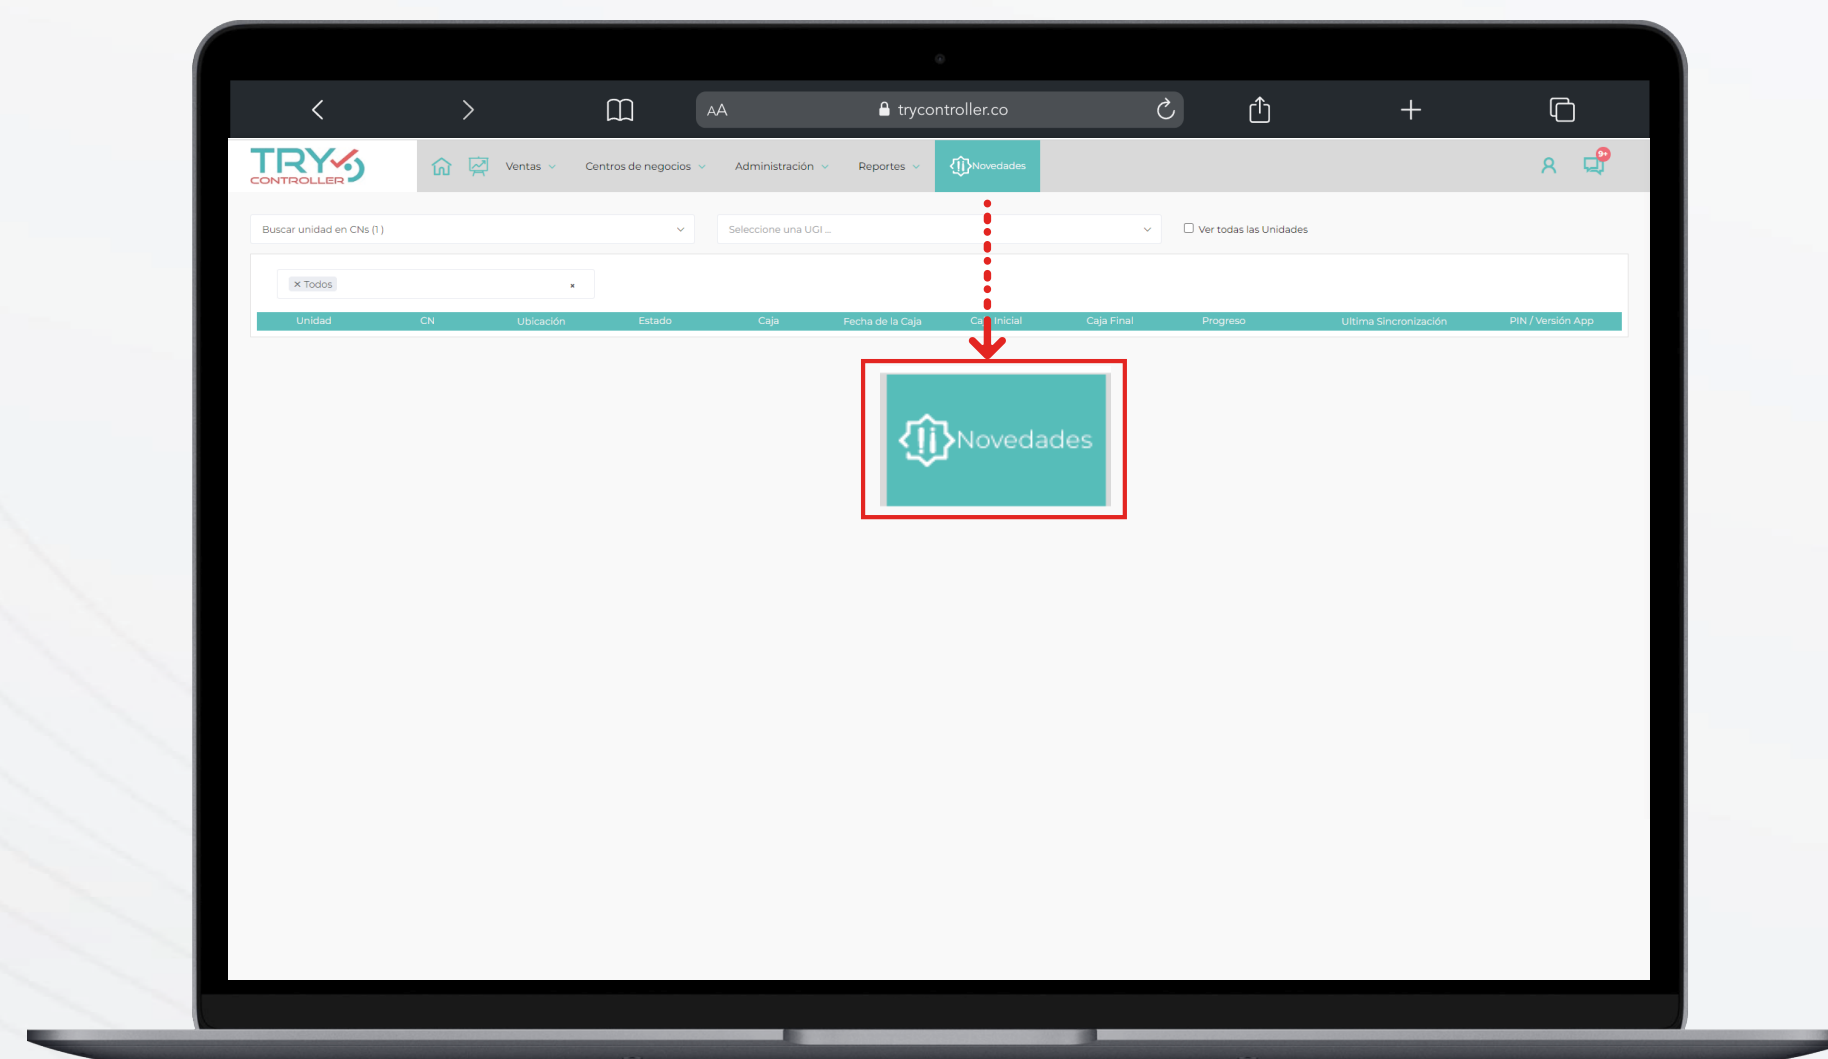 AA trycontroller.co
TRY
CONTROLLER
Ventas Centros de negocios Administración Reportes Novedades 9+
Buscar unidad en CNs (1) Seleccione una UGI ... Ver todas las Unidades
× Todos ×
Unidad CN Ubicación Estado Caja Fecha de la Caja Caja Inicial Caja Final Progreso Ultima Sincronización PIN / Versión App
Novedades